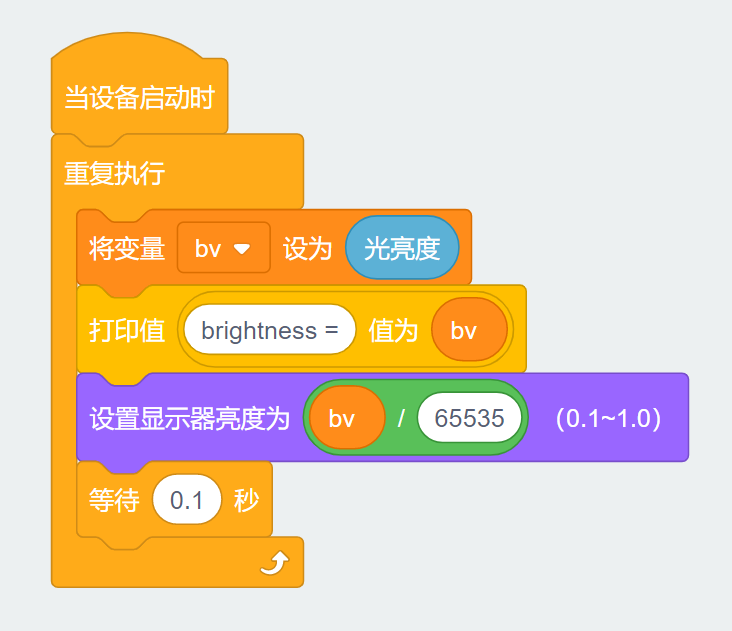 当设备启动时
重复执行
将变量 bv 设为 光亮度
打印值 brightness = 值为 bv
设置显示器亮度为 bv / 65535 （0.1~1.0）
等待 0.1 秒